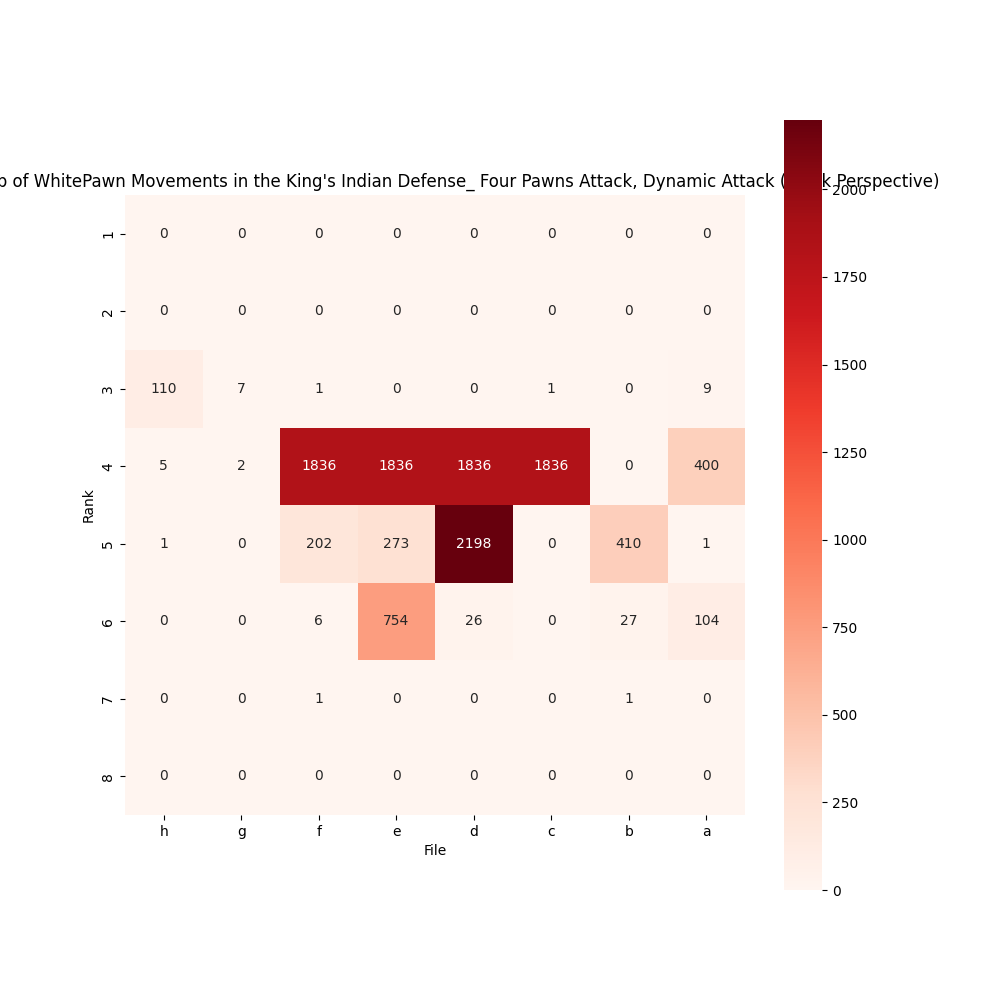 p of WhitePawn Movements in the King's Indian Defense_ Four Pawns Attack, Dynamic Attack ( k Perspective)
2000
1 0 0 0 0 0 0 0 0
2 0 0 0 0 0 0 0 0
3 110 7 1 0 0 1 0 9
4 5 2 1836 1836 1836 1836 0 400
5 1 0 202 273 2198 0 410 1
6 0 0 6 754 26 0 27 104
7 0 0 1 0 0 0 1 0
8 0 0 0 0 0 0 0 0
h g f e d c b a
File
Rank
1750
1500
1250
1000
750
500
250
0